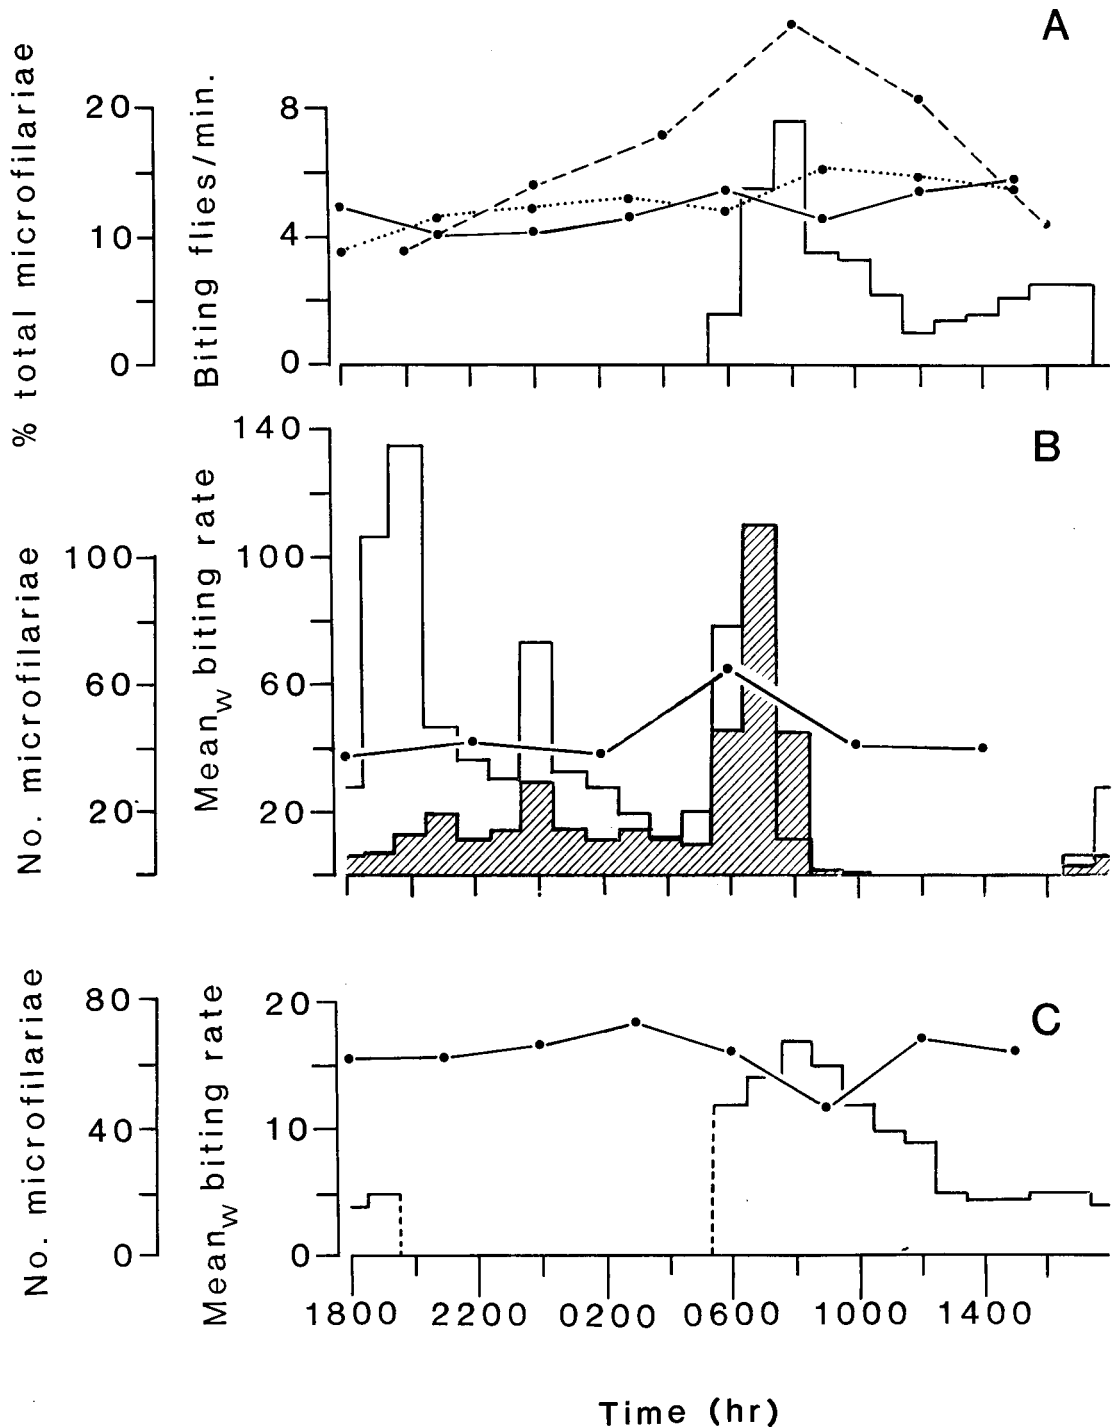 A
% total microfilariae
20
10
0
Biting flies/min.
8
4
0
B
No. microfilariae
100
60
20
Mean w biting rate
140
100
60
20
C
No. microfilariae
80
40
0
Mean w biting rate
20
10
0
1800 2200 0200 0600 1000 1400
Time (hr)